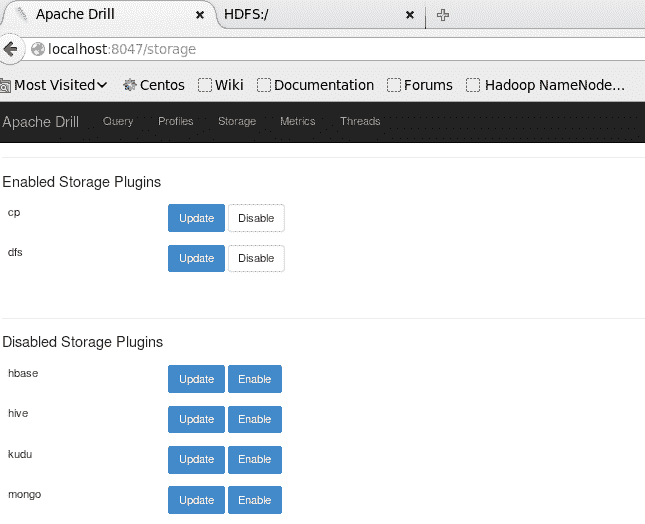 Apache Drill × HDFS:/ ×
localhost:8047/storage
Most Visited Centos Wiki Documentation Forums Hadoop NameNode...
Apache Drill Query Profiles Storage Metrics Threads
Enabled Storage Plugins
cp Update Disable
dfs Update Disable
Disabled Storage Plugins
hbase Update Enable
hive Update Enable
kudu Update Enable
mongo Update Enable